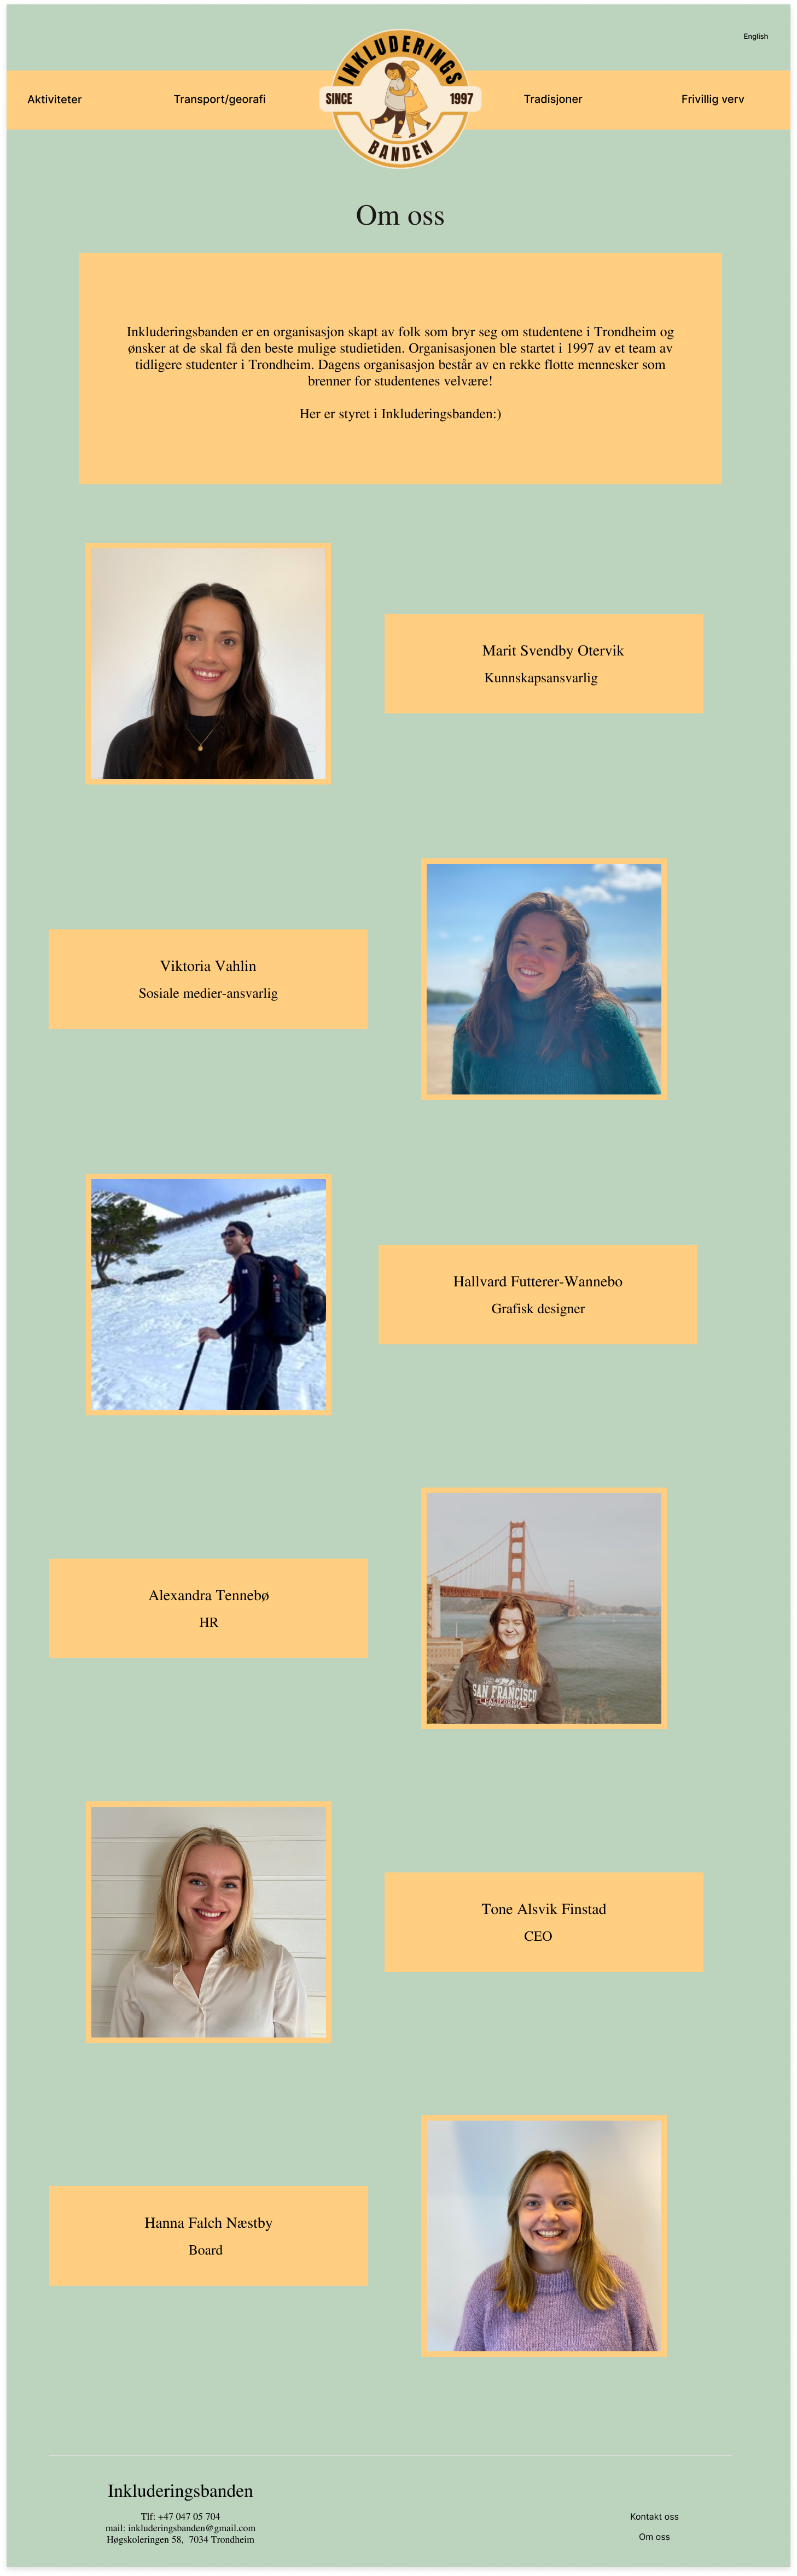 English
Aktiviteter
Transport/georafi
INKLUDERINGS
SINCE
1997
BANDEN
Tradisjoner
Frivillig verv
Om oss
Inkluderingsbanden er en organisasjon skapt av folk som bryr seg om studentene i Trondheim og
ønsker at de skal få den beste mulige studietiden. Organisasjonen ble startet i 1997 av et team av
tidligere studenter i Trondheim. Dagens organisasjon består av en rekke flotte mennesker som
brenner for studentenes velvære!
Her er styret i Inkluderingsbanden:)
Marit Svendby Otervik
Kunnskapsansvarlig
Viktoria Vahlin
Sosiale medier-ansvarlig
Hallvard Futterer-Wannebo
Grafisk designer
Alexandra Tennebø
HR
SAN FRANCISCO
CALIFORNIA
Tone Alsvik Finstad
CEO
Hanna Falch Næstby
Board
Inkluderingsbanden
Tlf: +47 047 05 704
mail: inkluderingsbanden@gmail.com
Høgskoleringen 58,  7034 Trondheim
Kontakt oss
Om oss